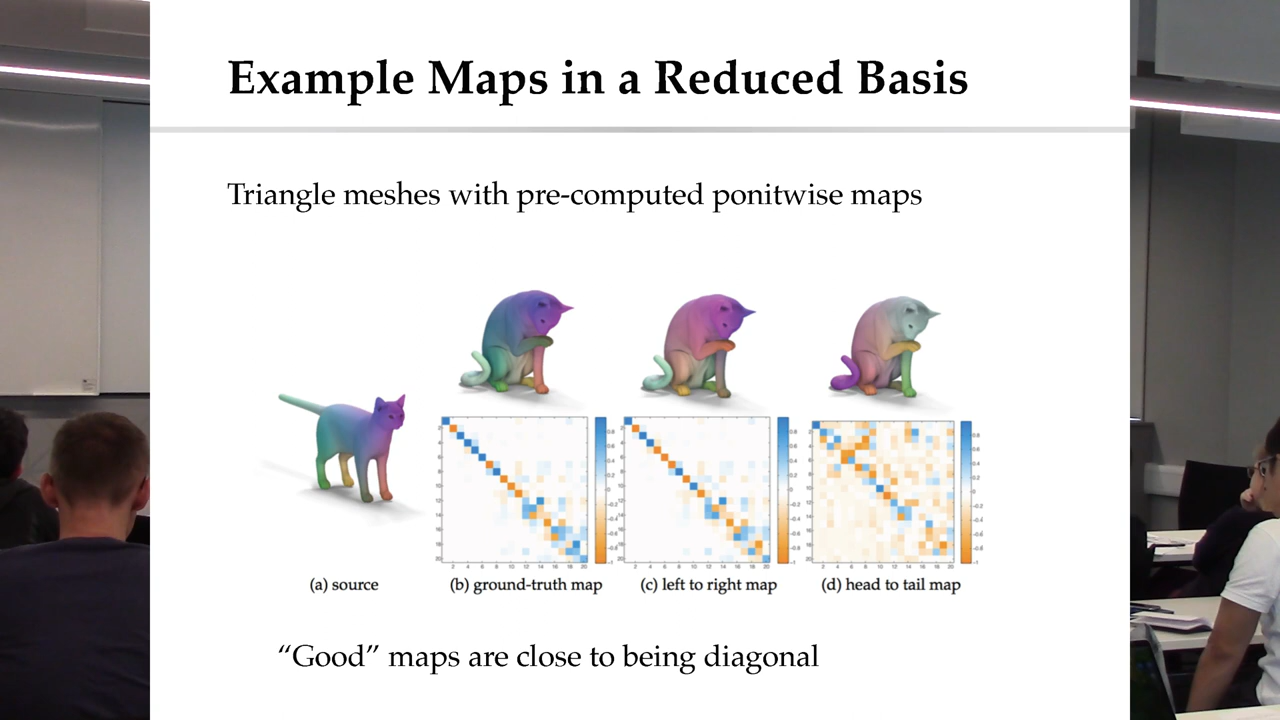 Example Maps in a Reduced Basis
Triangle meshes with pre-computed ponitwise maps
(a) source
(b) ground-truth map
(c) left to right map
(d) head to tail map
“Good” maps are close to being diagonal